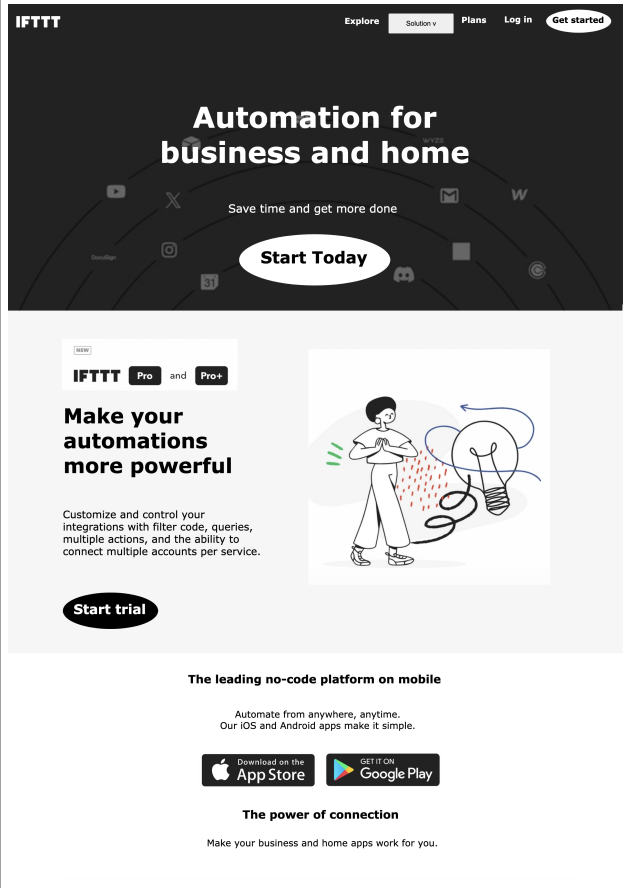 IFTTT
Explore
Solution v
Plans
Log in
Get started
Automation for
business and home
WYZE
Save time and get more done
DocuSign
31
Start Today
NEW
IFTTT Pro and Pro+
Make your
automations
more powerful
Customize and control your
integrations with filter code, queries,
multiple actions, and the ability to
connect multiple accounts per service.
Start trial
The leading no-code platform on mobile
Automate from anywhere, anytime.
Our iOS and Android apps make it simple.
Download on the
App Store
GET IT ON
Google Play
The power of connection
Make your business and home apps work for you.